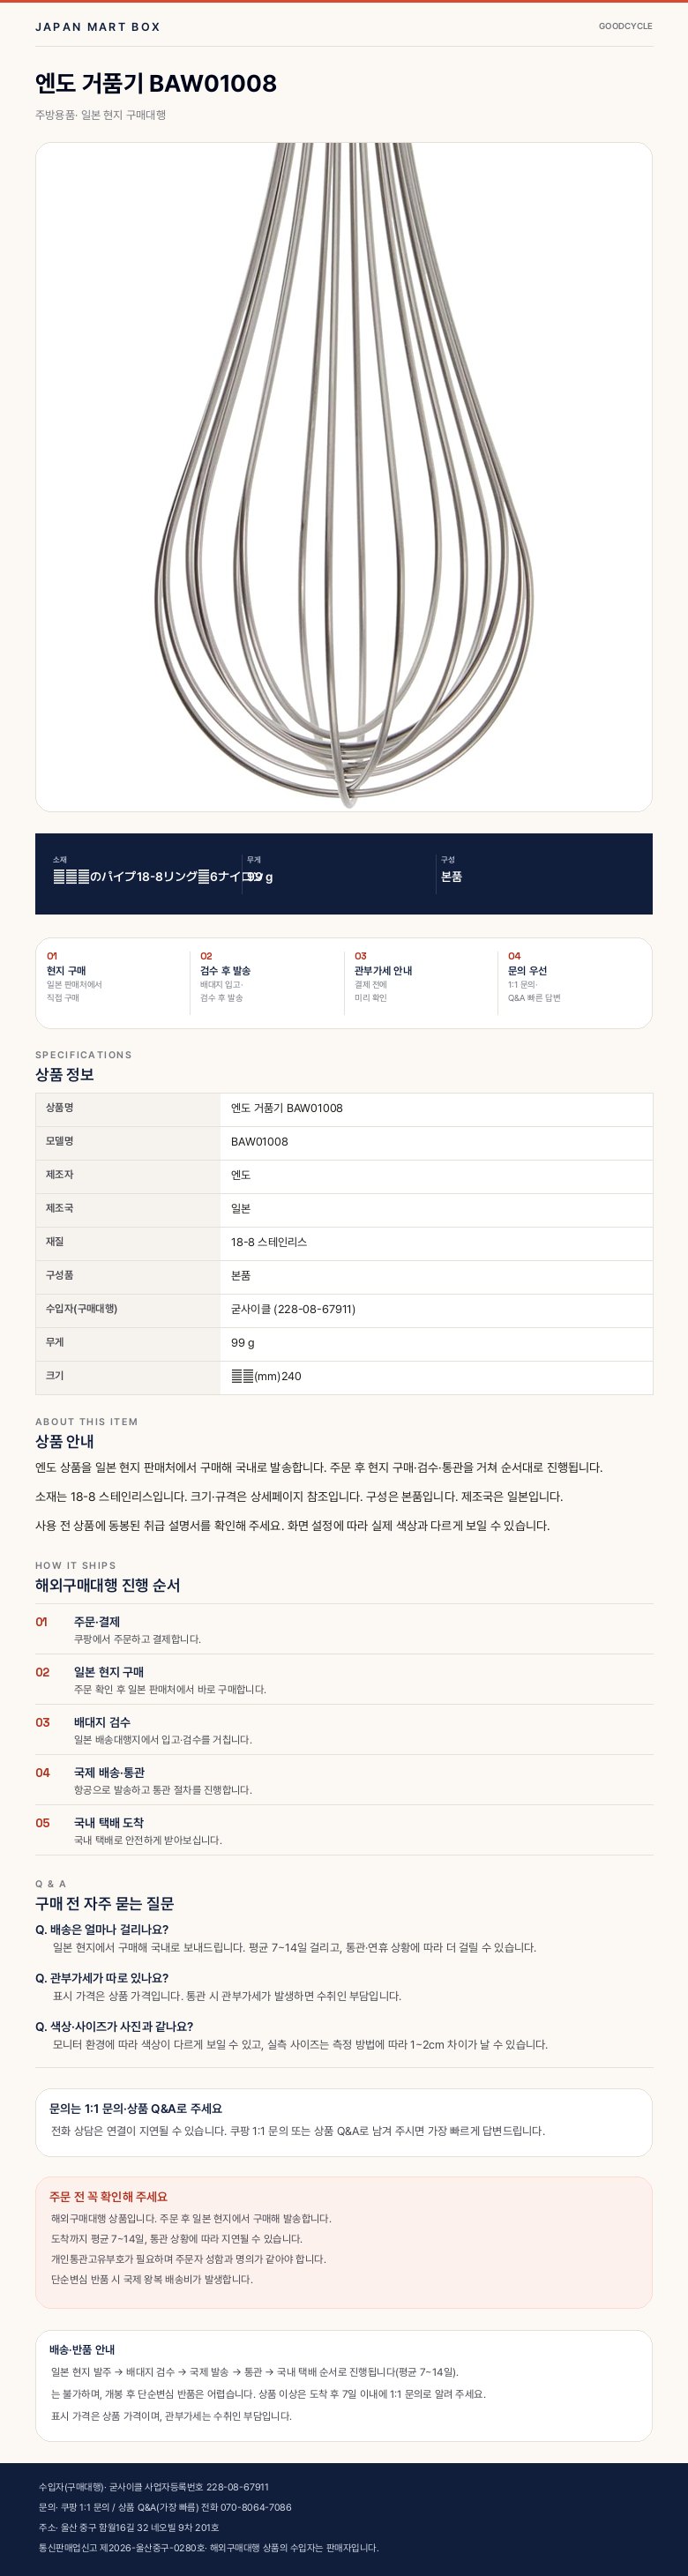 JAPAN MART BOX
GOODCYCLE
엔도 거품기 BAW01008
주방용품· 일본 현지 구매대행
소재
のパイプ18-8リング 6ナイロン
무게
99 g
구성
본품
01
현지 구매
일본 판매처에서
직접 구매
02
검수 후 발송
배대지 입고·
검수 후 발송
03
관부가세 안내
결제 전에
미리 확인
04
문의 우선
1:1 문의·
Q&A 빠른 답변
SPECIFICATIONS
상품 정보
상품명 엔도 거품기 BAW01008
모델명 BAW01008
제조자 엔도
제조국 일본
재질 18-8 스테인리스
구성품 본품
수입자(구매대행) 굳사이클 (228-08-67911)
무게 99 g
크기 (mm)240
ABOUT THIS ITEM
상품 안내
엔도 상품을 일본 현지 판매처에서 구매해 국내로 발송합니다. 주문 후 현지 구매·검수·통관을 거쳐 순서대로 진행됩니다.
소재는 18-8 스테인리스입니다. 크기·규격은 상세페이지 참조입니다. 구성은 본품입니다. 제조국은 일본입니다.
사용 전 상품에 동봉된 취급 설명서를 확인해 주세요. 화면 설정에 따라 실제 색상과 다르게 보일 수 있습니다.
HOW IT SHIPS
해외구매대행 진행 순서
01 주문·결제
쿠팡에서 주문하고 결제합니다.
02 일본 현지 구매
주문 확인 후 일본 판매처에서 바로 구매합니다.
03 배대지 검수
일본 배송대행지에서 입고·검수를 거칩니다.
04 국제 배송·통관
항공으로 발송하고 통관 절차를 진행합니다.
05 국내 택배 도착
국내 택배로 안전하게 받아보십니다.
Q & A
구매 전 자주 묻는 질문
Q. 배송은 얼마나 걸리나요?
일본 현지에서 구매해 국내로 보내드립니다. 평균 7~14일 걸리고, 통관·연휴 상황에 따라 더 걸릴 수 있습니다.
Q. 관부가세가 따로 있나요?
표시 가격은 상품 가격입니다. 통관 시 관부가세가 발생하면 수취인 부담입니다.
Q. 색상·사이즈가 사진과 같나요?
모니터 환경에 따라 색상이 다르게 보일 수 있고, 실측 사이즈는 측정 방법에 따라 1~2cm 차이가 날 수 있습니다.
문의는 1:1 문의·상품 Q&A로 주세요
전화 상담은 연결이 지연될 수 있습니다. 쿠팡 1:1 문의 또는 상품 Q&A로 남겨 주시면 가장 빠르게 답변드립니다.
주문 전 꼭 확인해 주세요
해외구매대행 상품입니다. 주문 후 일본 현지에서 구매해 발송합니다.
도착까지 평균 7~14일, 통관 상황에 따라 지연될 수 있습니다.
개인통관고유부호가 필요하며 주문자 성함과 명의가 같아야 합니다.
단순변심 반품 시 국제 왕복 배송비가 발생합니다.
배송·반품 안내
일본 현지 발주 → 배대지 검수 → 국제 발송 → 통관 → 국내 택배 순서로 진행됩니다(평균 7~14일).
는 불가하며, 개봉 후 단순변심 반품은 어렵습니다. 상품 이상은 도착 후 7일 이내에 1:1 문의로 알려 주세요.
표시 가격은 상품 가격이며, 관부가세는 수취인 부담입니다.
수입자(구매대행)· 굳사이클 사업자등록번호 228-08-67911
문의· 쿠팡 1:1 문의 / 상품 Q&A(가장 빠름) 전화 070-8064-7086
주소· 울산 중구 함월16길 32 네오빌 9차 201호
통신판매업신고 제2026-울산중구-0280호· 해외구매대행 상품의 수입자는 판매자입니다.